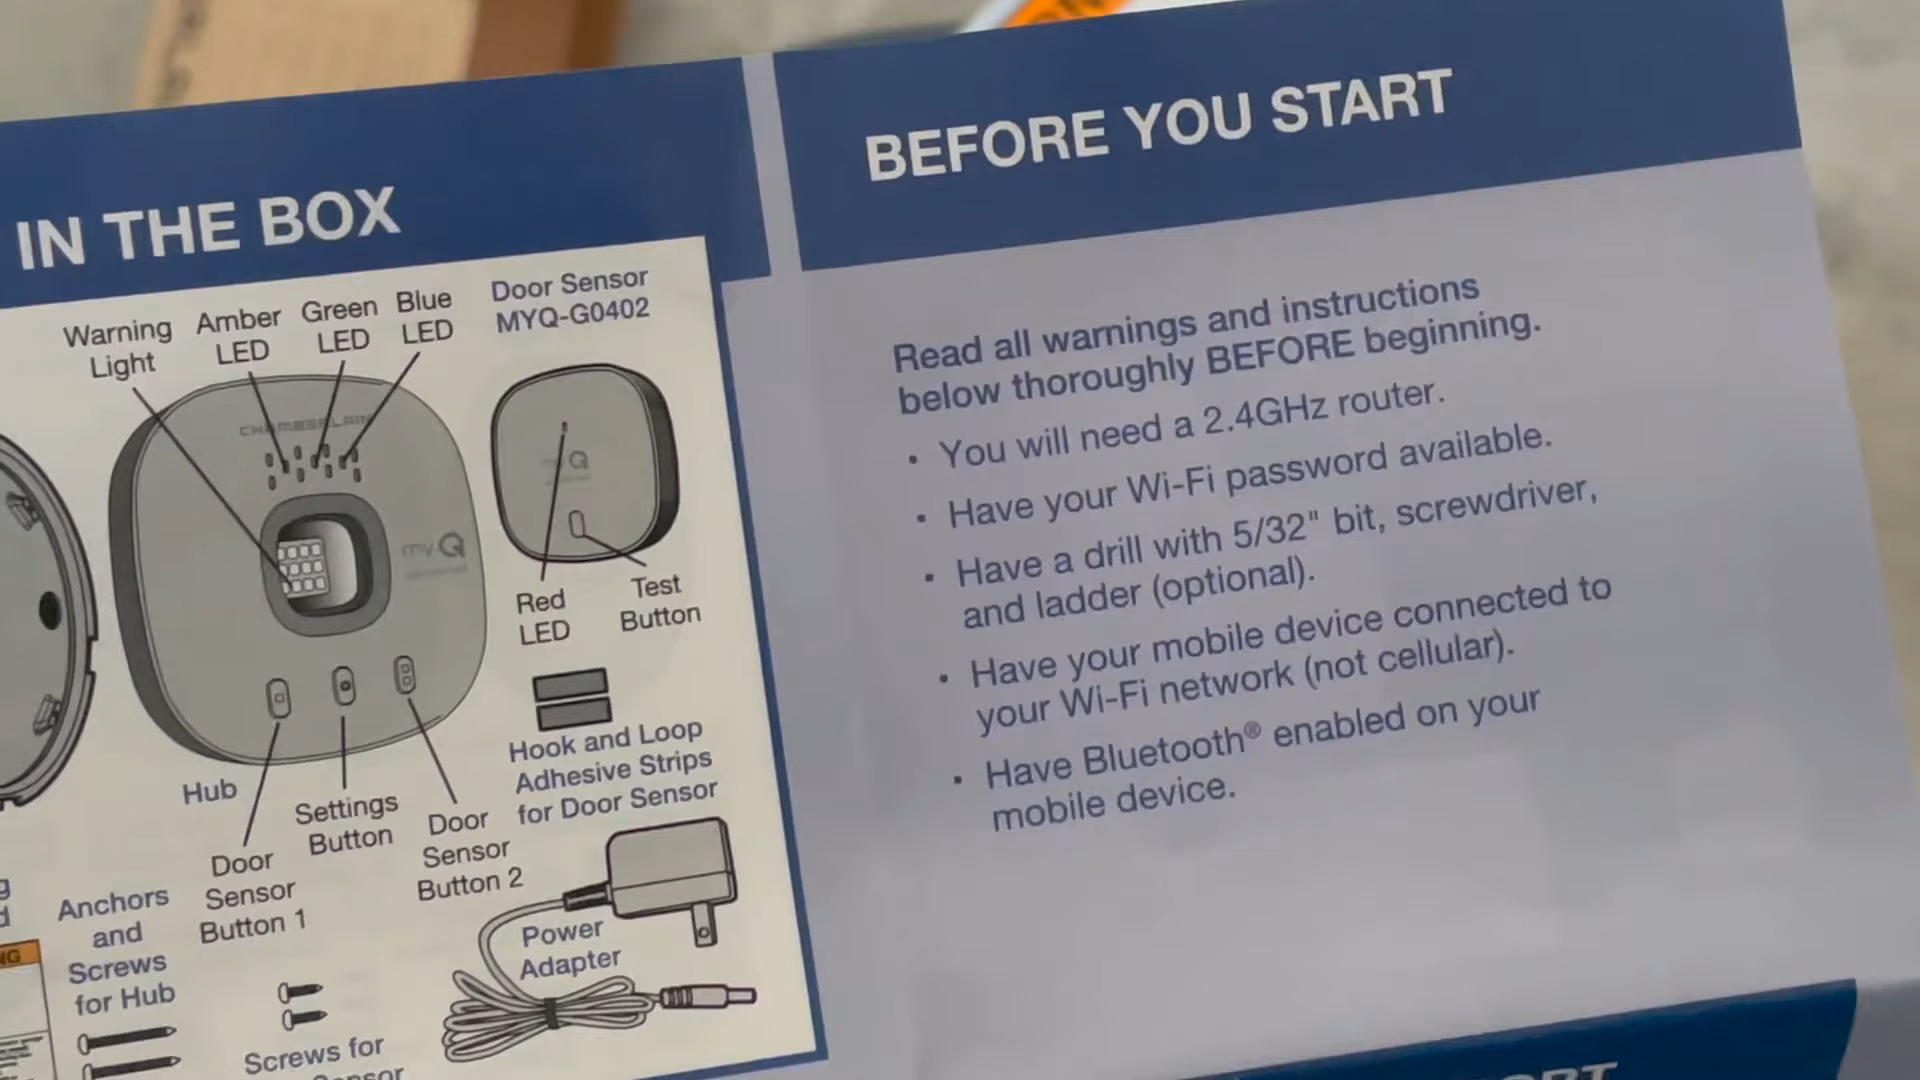 IN THE BOX
Warning
Light
Amber
LED
Green
LED
Blue
LED
Door Sensor
MYQ-G0402
CHAMBERLAIN
myQ
Q
Red
LED
Test
Button
Hook and Loop
Adhesive Strips
for Door Sensor
Hub
Settings
Button
Door
Sensor
Button 2
Door
Sensor
Button 1
Anchors
and
Screws
for Hub
Power
Adapter
Screws for
BEFORE YOU START
Read all warnings and instructions
below thoroughly BEFORE beginning.
• You will need a 2.4GHz router.
• Have your Wi-Fi password available.
• Have a drill with 5/32" bit, screwdriver,
and ladder (optional).
• Have your mobile device connected to
your Wi-Fi network (not cellular).
• Have Bluetooth® enabled on your
mobile device.